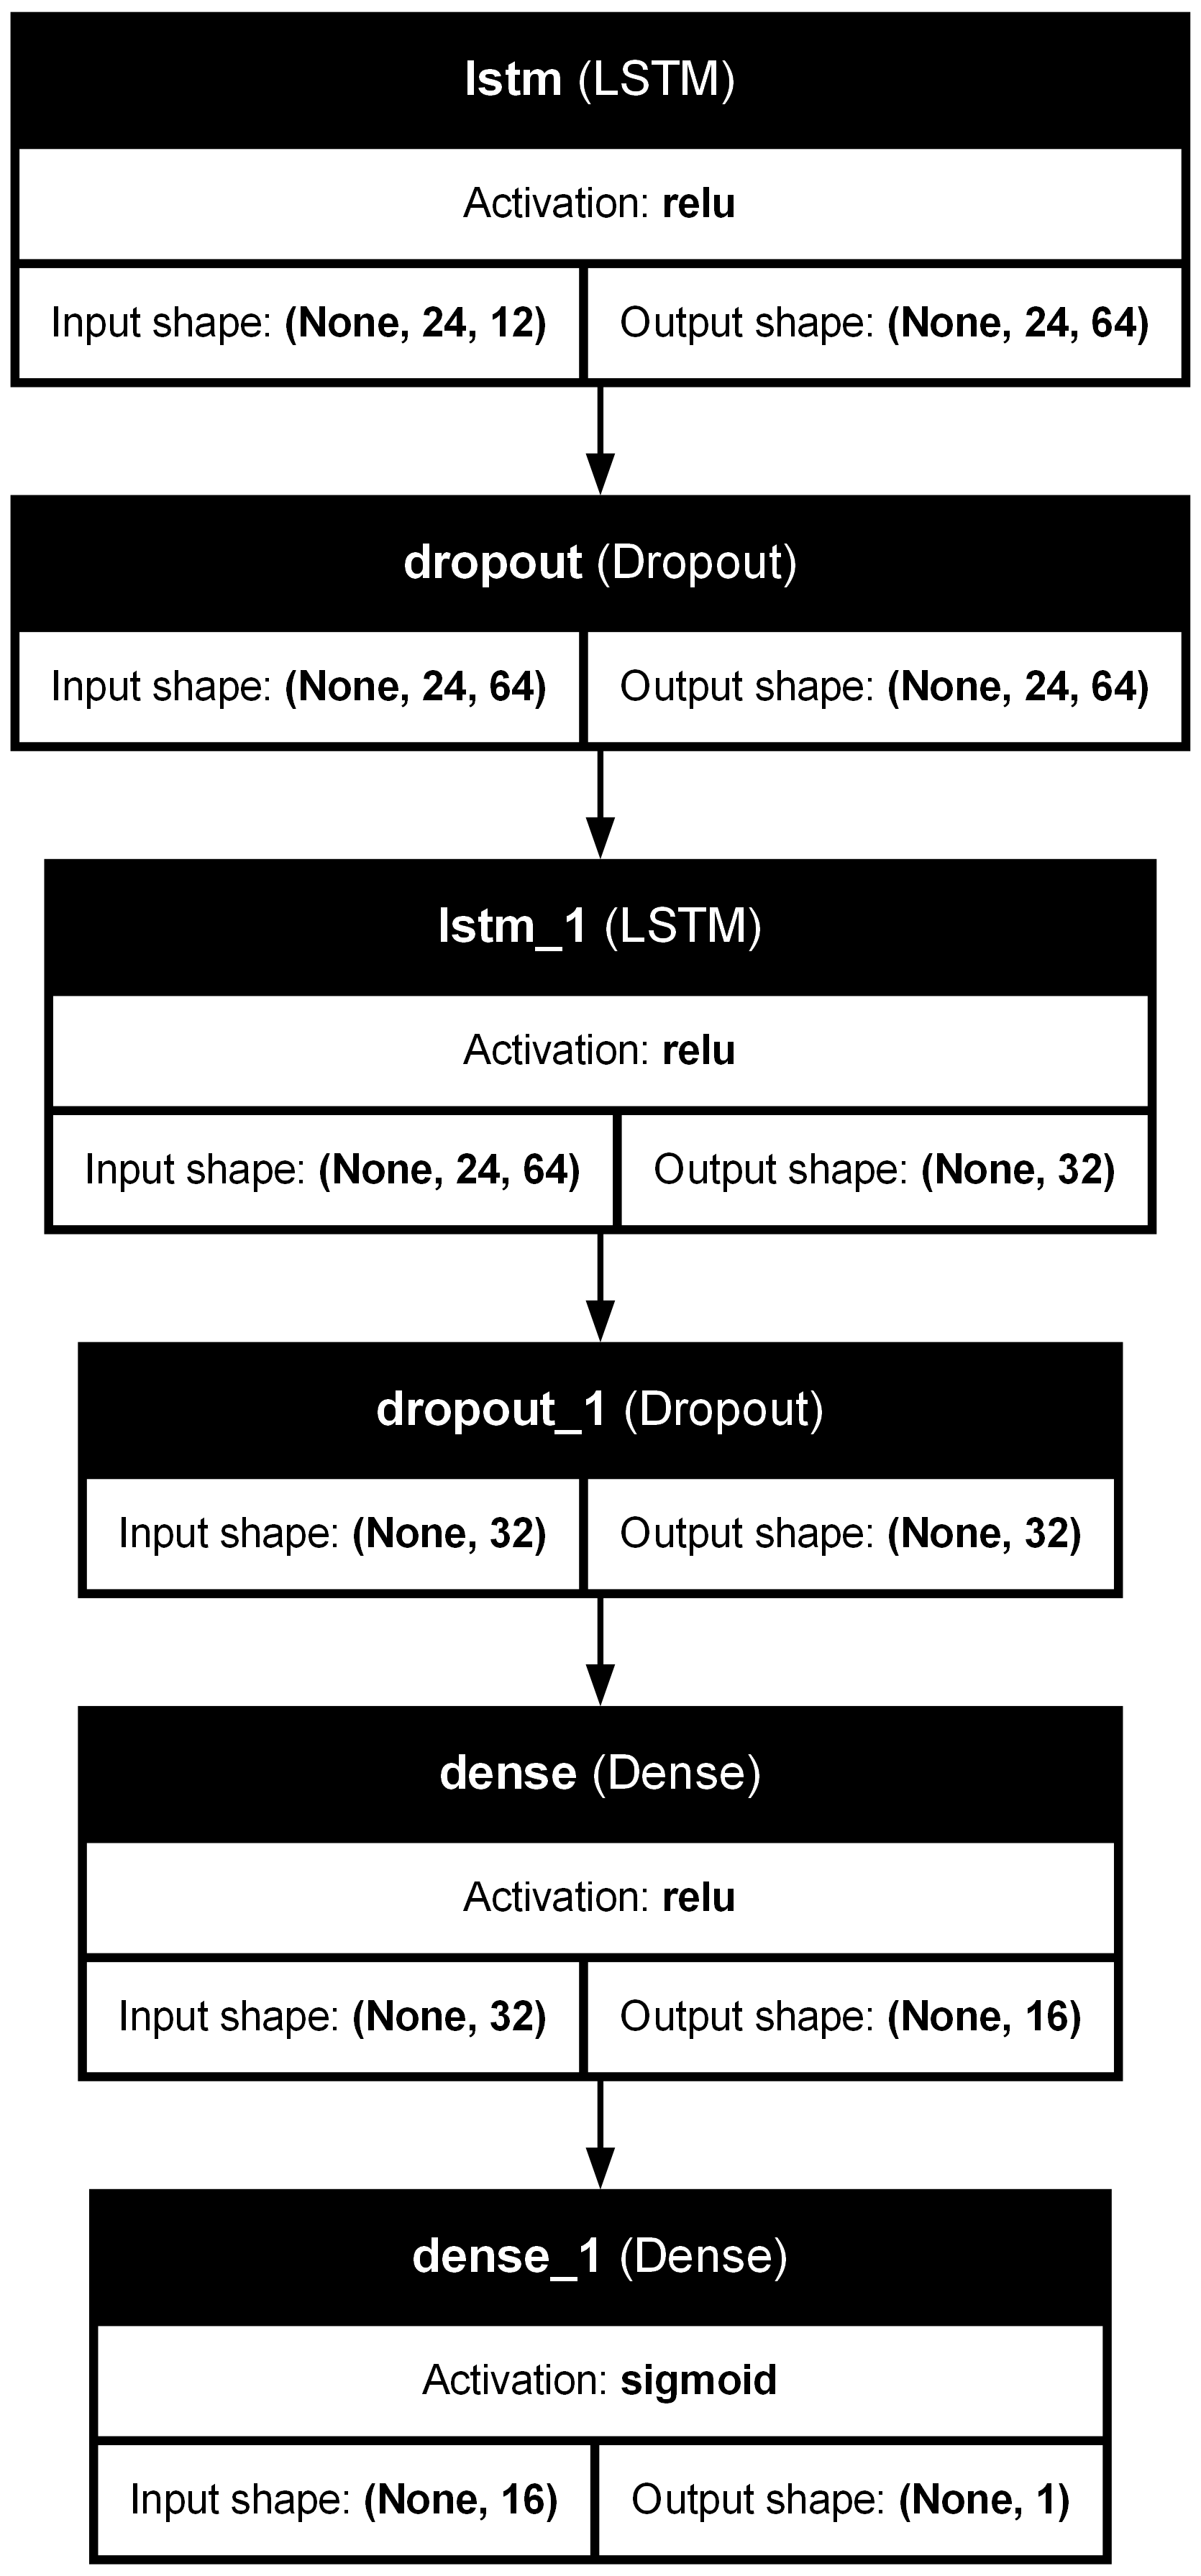 lstm (LSTM)
Activation: relu
Input shape: (None, 24, 12) Output shape: (None, 24, 64)
dropout (Dropout)
Input shape: (None, 24, 64) Output shape: (None, 24, 64)
lstm_1 (LSTM)
Activation: relu
Input shape: (None, 24, 64) Output shape: (None, 32)
dropout_1 (Dropout)
Input shape: (None, 32) Output shape: (None, 32)
dense (Dense)
Activation: relu
Input shape: (None, 32) Output shape: (None, 16)
dense_1 (Dense)
Activation: sigmoid
Input shape: (None, 16) Output shape: (None, 1)